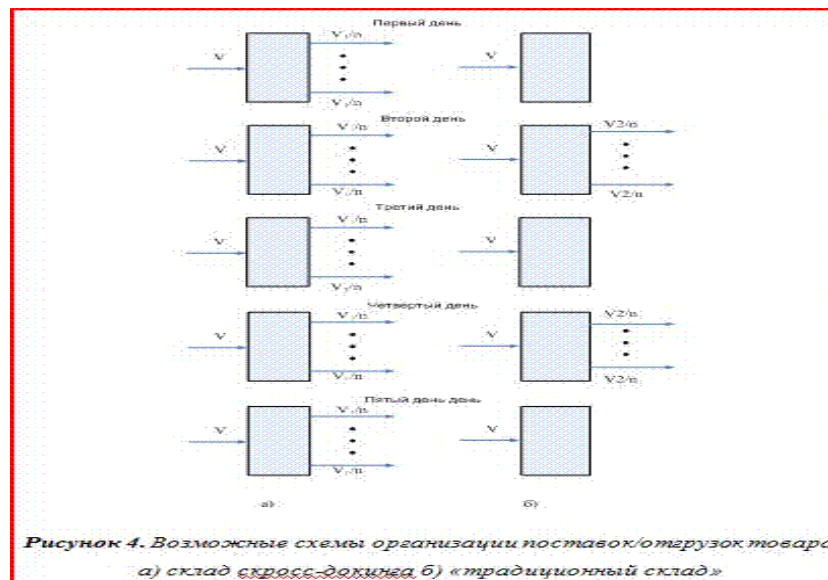 Первый день
V V₁/n V
V₁/n
Второй день
V V₁/n V V2/n
V₁/n V2/n
Третий день
V V₁/n V
V₁/n
Четвертый день
V V₁/n V V2/n
V₁/n V2/n
Пятый день день
V V₁/n V
V₁/n
а) б)
Рисунок 4. Возможные схемы организации поставок/отгрузок товара
а) склад скросс-докинга б) «традиционный склад»